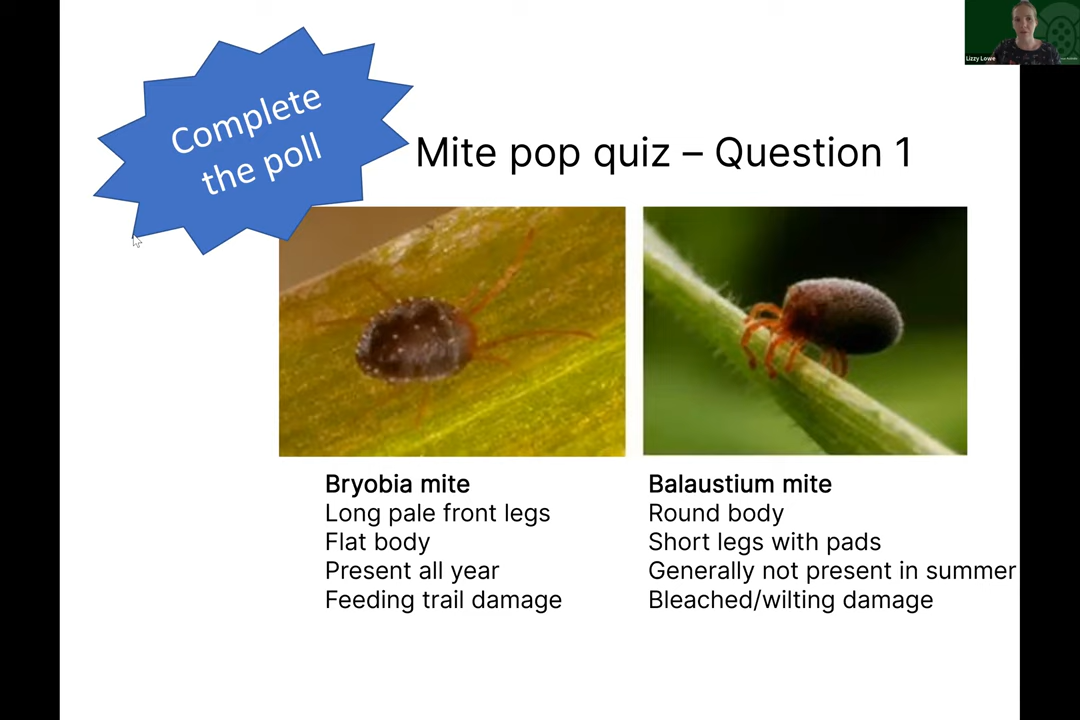 Complete
the poll
Mite pop quiz – Question 1
Bryobia mite
Long pale front legs
Flat body
Present all year
Feeding trail damage
Balaustium mite
Round body
Short legs with pads
Generally not present in summer
Bleached/wilting damage
Lizzy Lowe